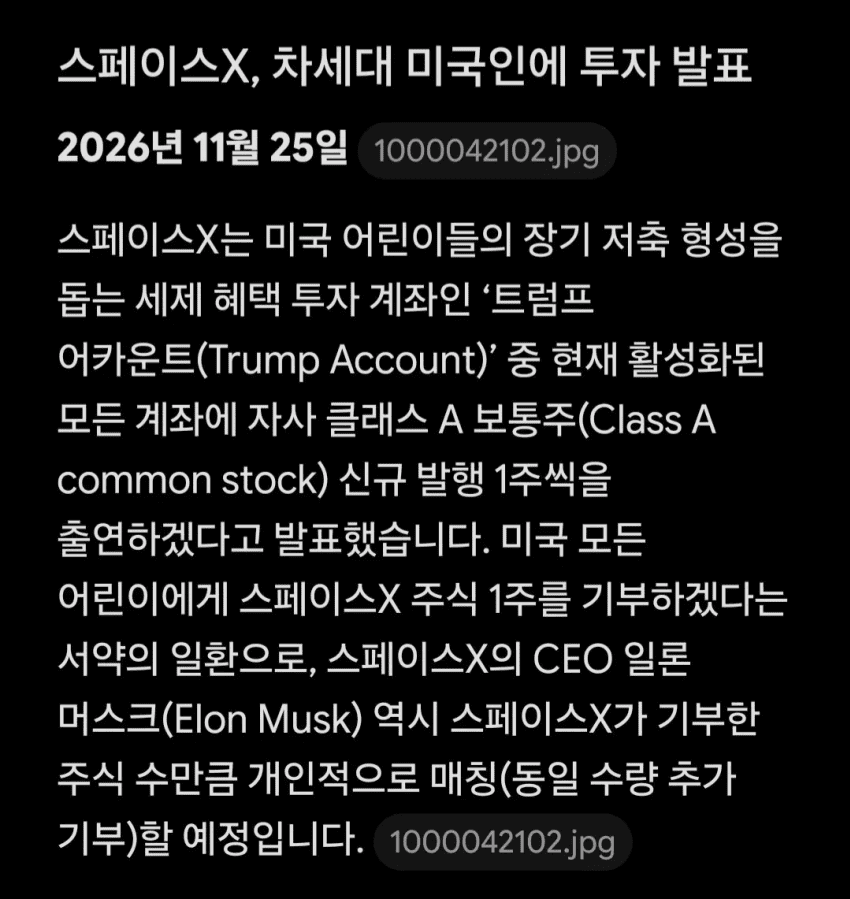 스페이스X, 차세대 미국인에 투자 발표
2026년 11월 25일 1000042102.jpg
스페이스X는 미국 어린이들의 장기 저축 형성을
돕는 세제 혜택 투자 계좌인 ‘트럼프
어카운트(Trump Account)’ 중 현재 활성화된
모든 계좌에 자사 클래스 A 보통주(Class A
common stock) 신규 발행 1주씩을
출연하겠다고 발표했습니다. 미국 모든
어린이에게 스페이스X 주식 1주를 기부하겠다는
서약의 일환으로, 스페이스X의 CEO 일론
머스크(Elon Musk) 역시 스페이스X가 기부한
주식 수만큼 개인적으로 매칭(동일 수량 추가
기부)할 예정입니다. 1000042102.jpg